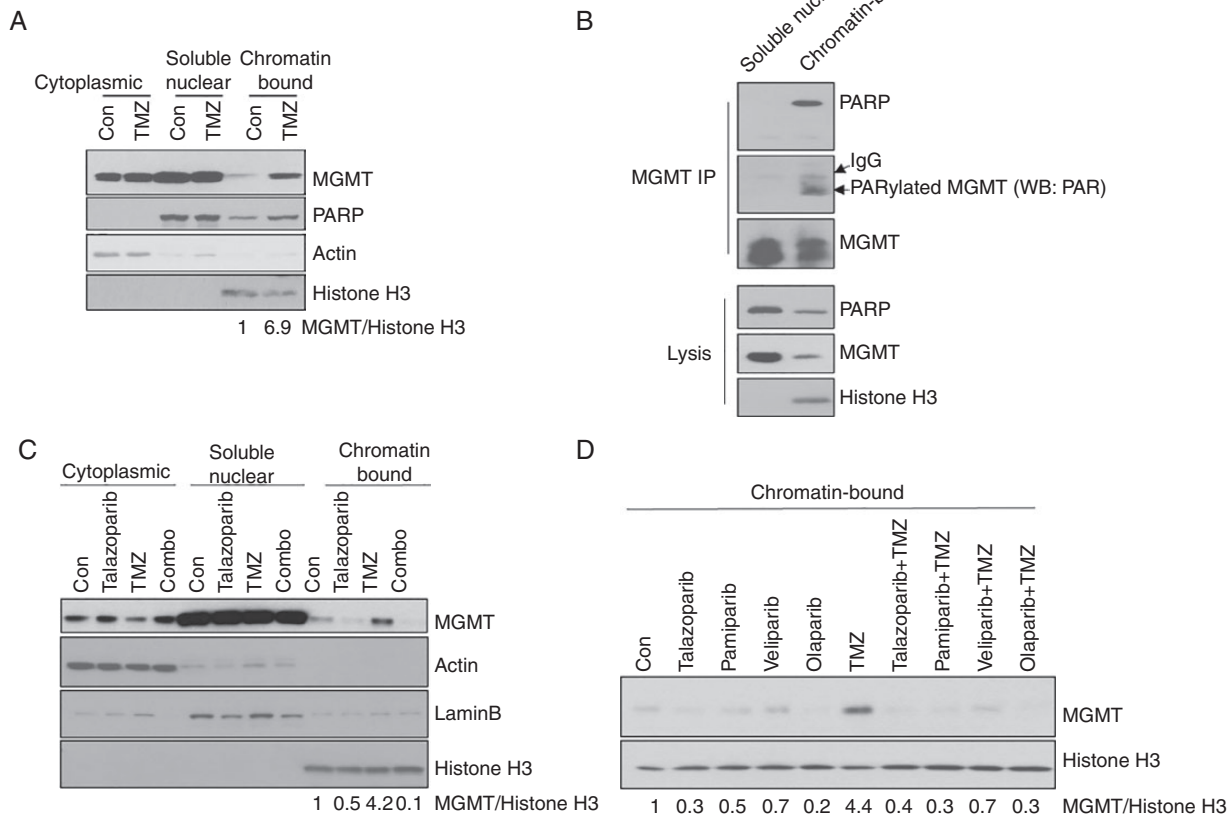 A
Cytoplasmic
Soluble nuclear
Chromatin bound
Con
TMZ
Con
TMZ
Con
TMZ
MGMT
PARP
Actin
Histone H3
1 6.9 MGMT/Histone H3
B
Soluble
Chromatin-
MGMT IP
PARP
IgG
PARylated MGMT (WB: PAR)
MGMT
Lysis
PARP
MGMT
Histone H3
C
Cytoplasmic
Soluble nuclear
Chromatin bound
Con
Talazoparib
TMZ
Combo
Con
Talazoparib
TMZ
Combo
Con
Talazoparib
TMZ
Combo
MGMT
Actin
LaminB
Histone H3
1 0.5 4.2 0.1 MGMT/Histone H3
D
Chromatin-bound
Con
Talazoparib
Pamiparib
Veliparib
Olaparib
TMZ
Talazoparib+TMZ
Pamiparib+TMZ
Veliparib+TMZ
Olaparib+TMZ
MGMT
Histone H3
1 0.3 0.5 0.7 0.2 4.4 0.4 0.3 0.7 0.3 MGMT/Histone H3